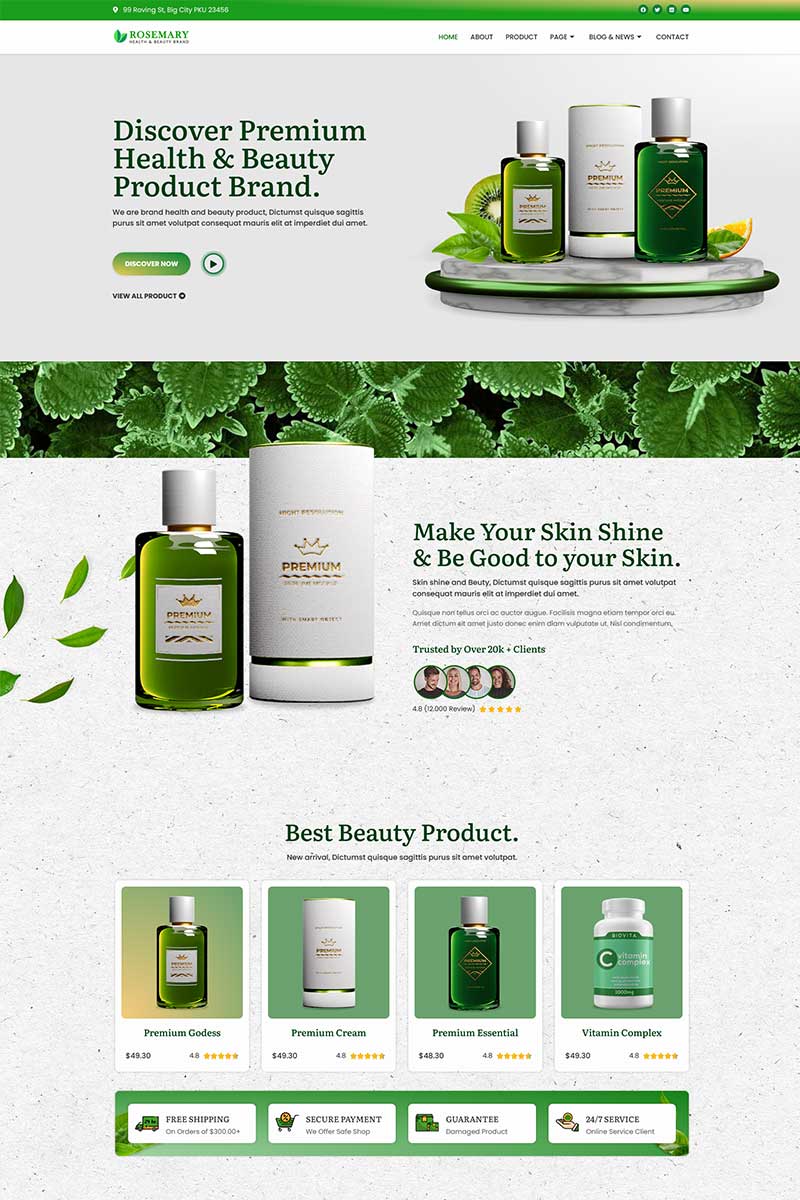 99 Roving St, Big City PKU 23456
ROSEMARY
HEALTH & BEAUTY BRAND
HOME ABOUT PRODUCT PAGE BLOG & NEWS CONTACT
Discover Premium
Health & Beauty
Product Brand.
We are brand health and beauty product, Dictumst quisque sagittis
purus sit amet volutpat consequat mauris elit at imperdiet dui amet.
DISCOVER NOW
VIEW ALL PRODUCT
PREMIUM
PREMIUM
PREMIUM
HIGHT RESOLUTION
PREMIUM
WITH SMART OBJECT
PREMIUM
Make Your Skin Shine
& Be Good to your Skin.
Skin shine and Beuty, Dictumst quisque sagittis purus sit amet volutpat
consequat mauris elit at imperdiet dui amet.
Quisque non tellus orci ac auctor augue. Facilisis magna etiam tempor orci eu.
Amet dictum sit amet justo donec enim diam vulputate ut. Nisl condimentum.
Trusted by Over 20k + Clients
4.8 (12.000 Review)
Best Beauty Product.
New arrival, Dictumst quisque sagittis purus sit amet volutpat.
PREMIUM
PREMIUM
PREMIUM
BIOVITA
C vitamin
complex
1000mg
Premium Godess
Premium Cream
Premium Essential
Vitamin Complex
$49.30 4.8
$49.30 4.8
$48.30 4.8
$49.30 4.8
FREE SHIPPING
On Orders of $300.00+
SECURE PAYMENT
We Offer Safe Shop
GUARANTEE
Damaged Product
24/7 SERVICE
Online Service Client